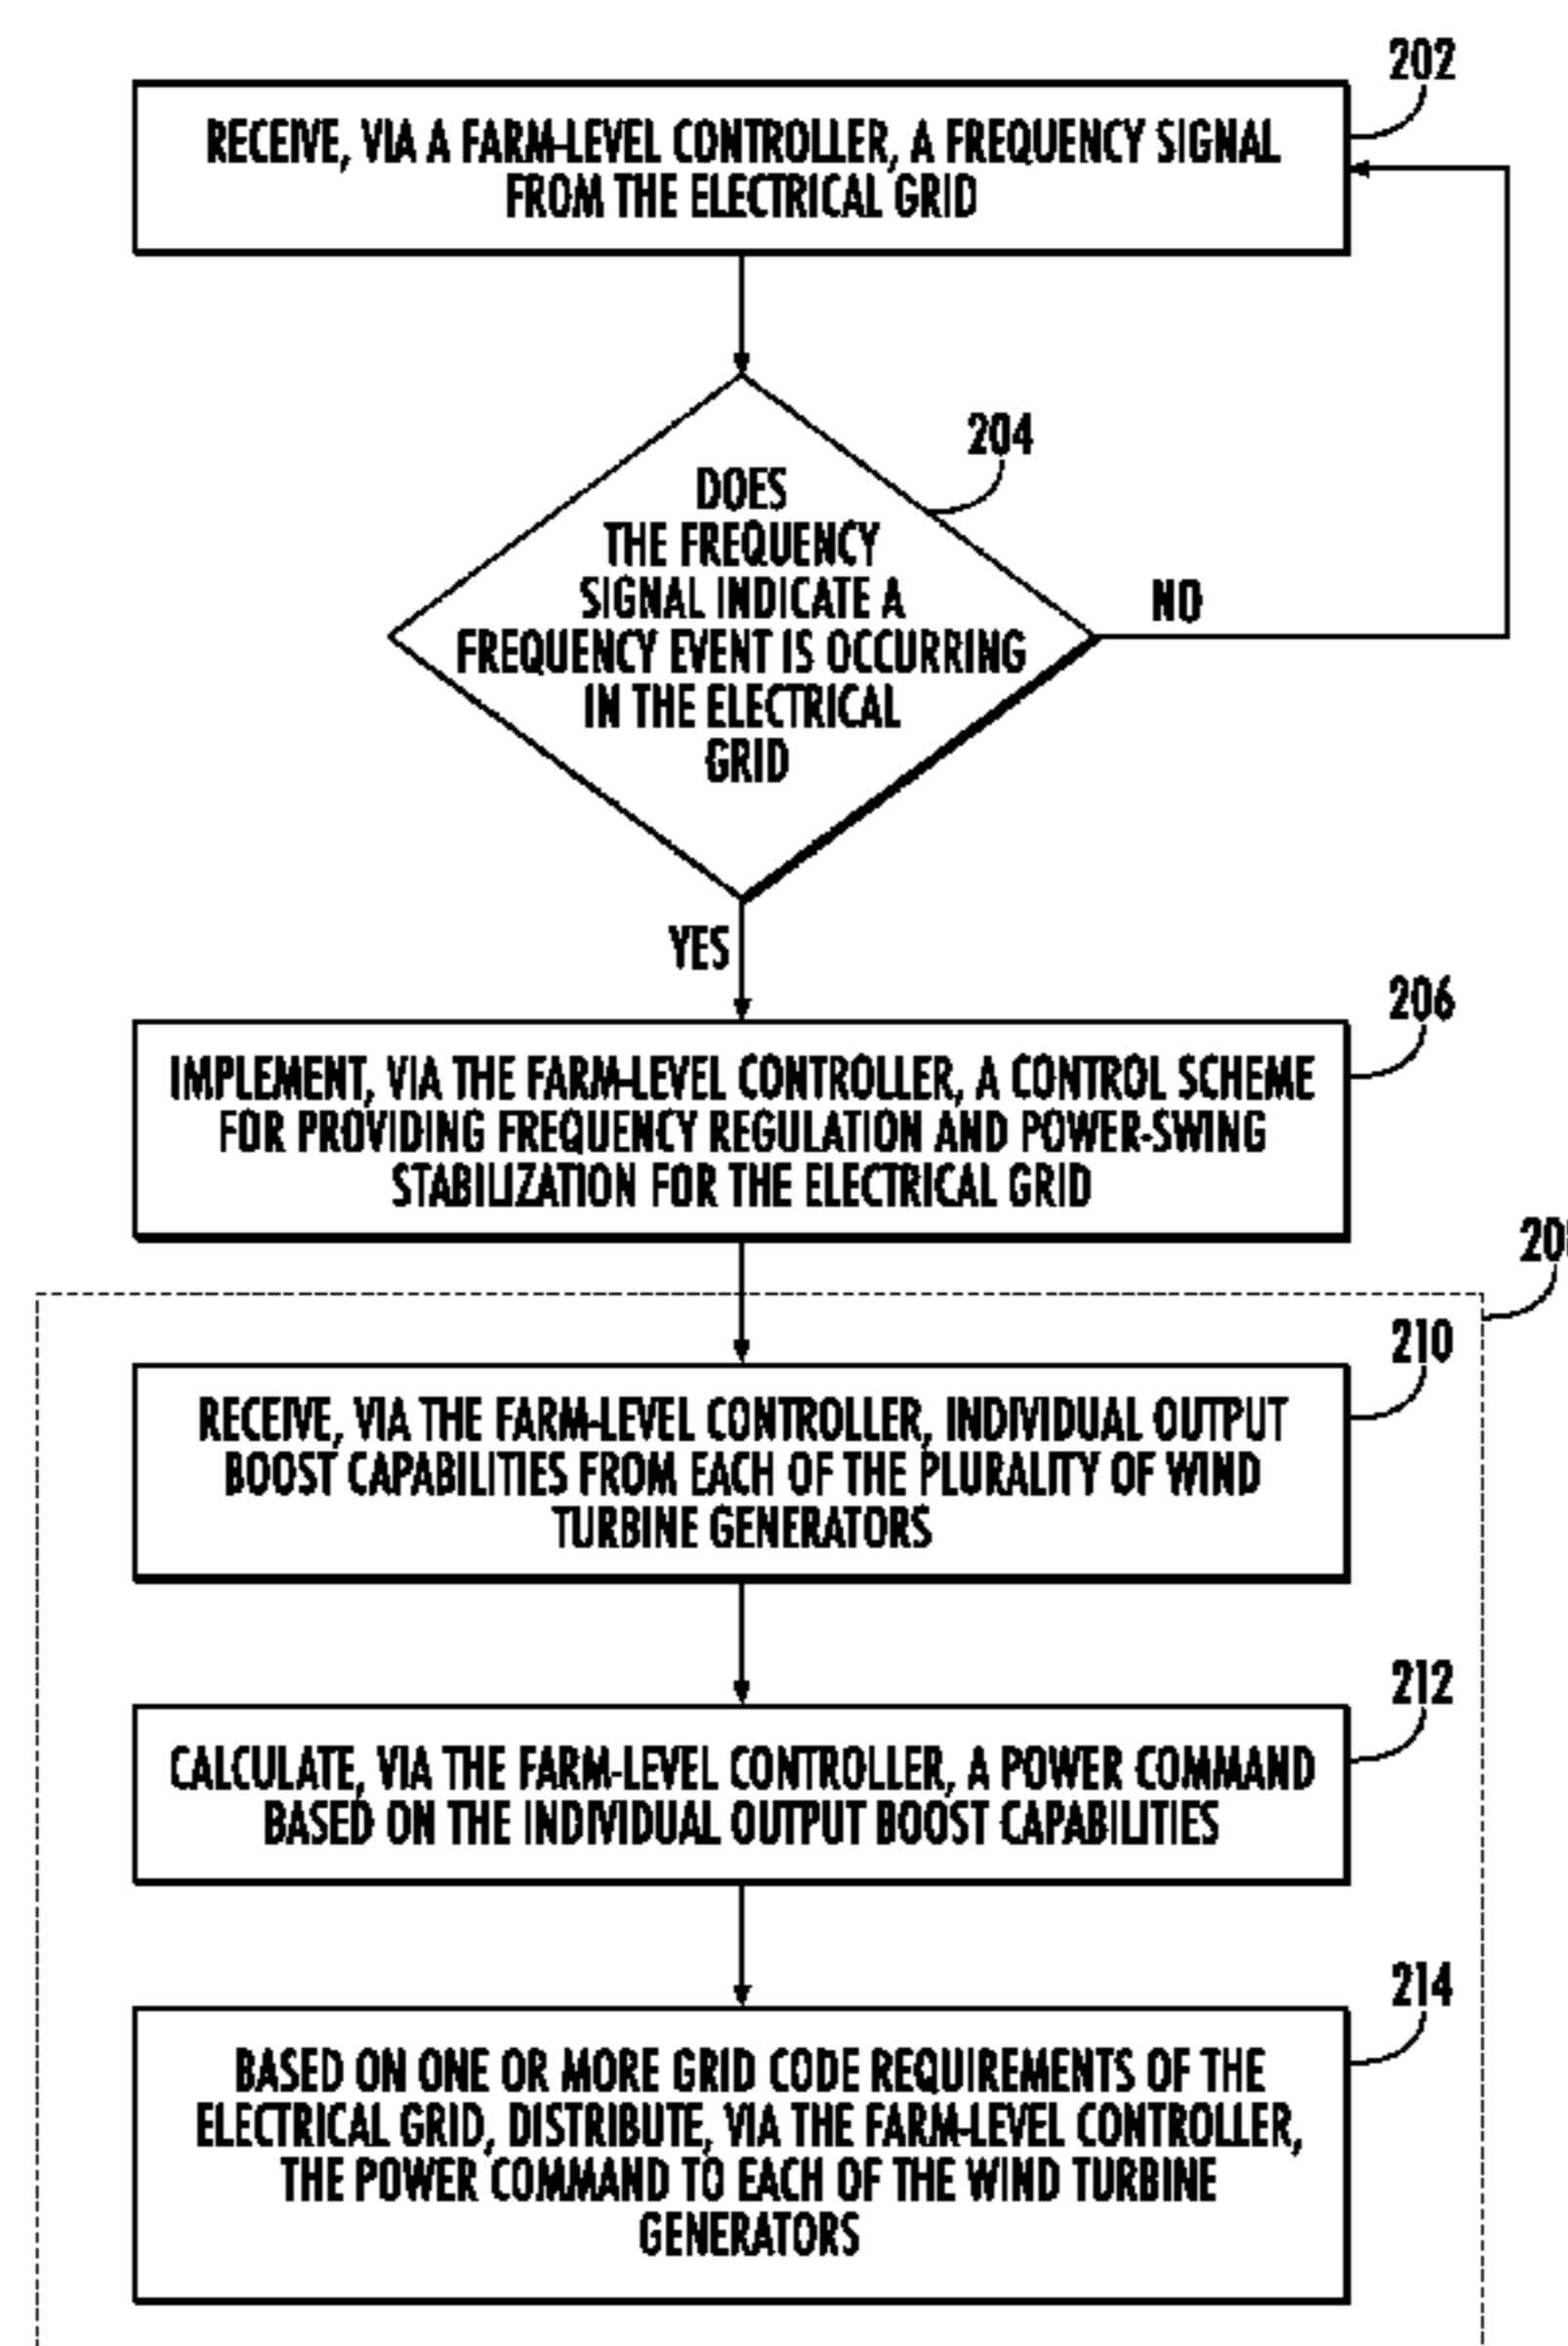 202
RECEIVE, VIA A FARM-LEVEL CONTROLLER, A FREQUENCY SIGNAL
FROM THE ELECTRICAL GRID
204
DOES
THE FREQUENCY
SIGNAL INDICATE A
FREQUENCY EVENT IS OCCURRING
IN THE ELECTRICAL
GRID
NO
YES
206
IMPLEMENT, VIA THE FARM-LEVEL CONTROLLER, A CONTROL SCHEME
FOR PROVIDING FREQUENCY REGULATION AND POWER-SWING
STABILIZATION FOR THE ELECTRICAL GRID
210
RECEIVE, VIA THE FARM-LEVEL CONTROLLER, INDIVIDUAL OUTPUT
BOOST CAPABILITIES FROM EACH OF THE PLURALITY OF WIND
TURBINE GENERATORS
212
CALCULATE, VIA THE FARM-LEVEL CONTROLLER, A POWER COMMAND
BASED ON THE INDIVIDUAL OUTPUT BOOST CAPABILITIES
214
BASED ON ONE OR MORE GRID CODE REQUIREMENTS OF THE
ELECTRICAL GRID, DISTRIBUTE, VIA THE FARM-LEVEL CONTROLLER,
THE POWER COMMAND TO EACH OF THE WIND TURBINE
GENERATORS